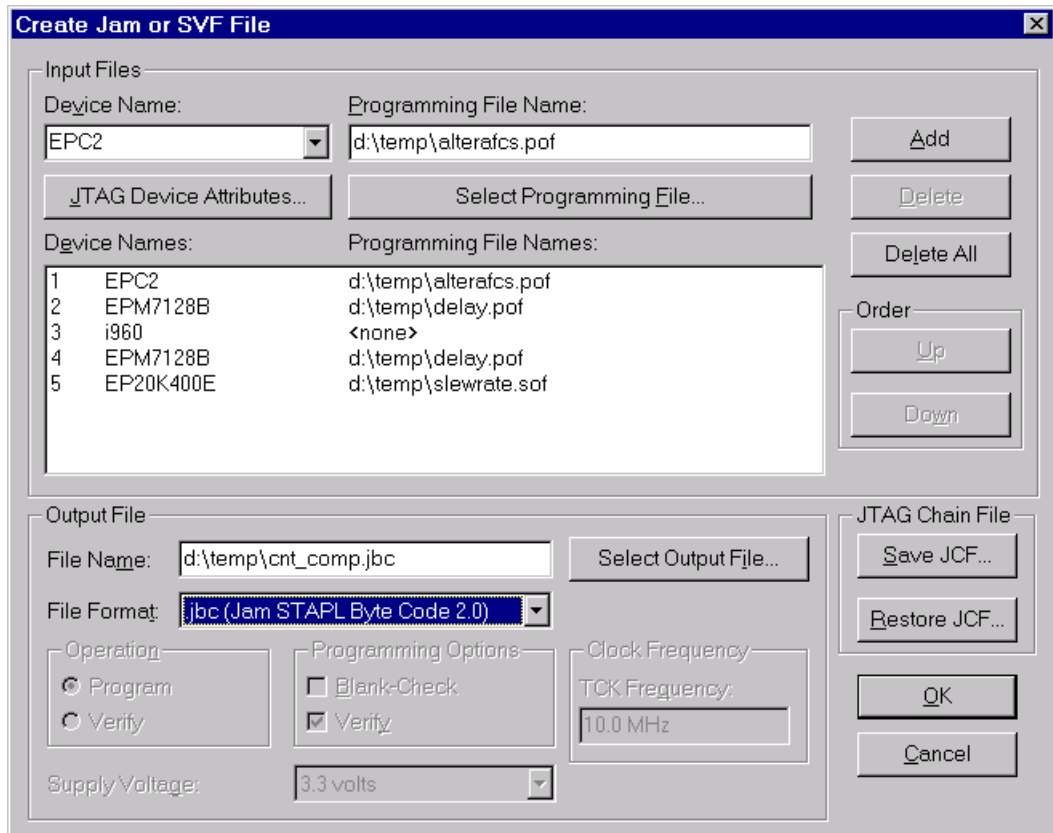 Create Jam or SVF File
Input Files
Device Name: Programming File Name:
EPC2 d:\temp\alterafcs.pof Add
JTAG Device Attributes... Select Programming File... Delete
Device Names: Programming File Names: Delete All
1 EPC2 d:\temp\alterafcs.pof
2 EPM7128B d:\temp\delay.pof
3 i960 <none>
4 EPM7128B d:\temp\delay.pof
5 EP20K400E d:\temp\slewrate.sof
Order
Up
Down
Output File
File Name: d:\temp\cnt_comp.jbc Select Output File...
File Format: jbc (Jam STAPL Byte Code 2.0)
Operation Programming Options Clock Frequency
Program Blank-Check TCK Frequency:
Verify Verify 10.0 MHz
Supply Voltage: 3.3 volts
JTAG Chain File
Save JCF...
Restore JCF...
OK
Cancel